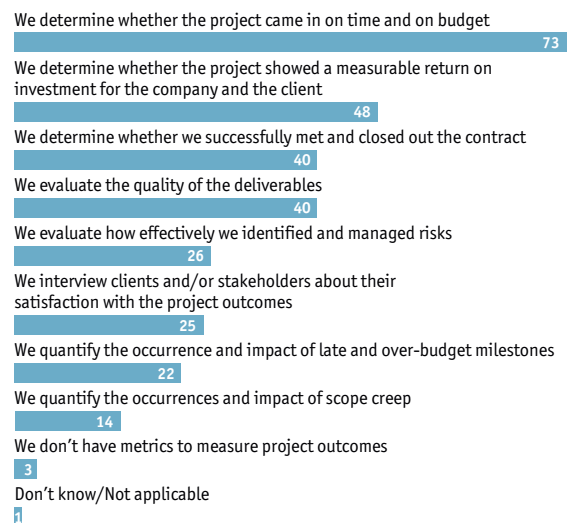 We determine whether the project came in on time and on budget
73
We determine whether the project showed a measurable return on
investment for the company and the client
48
We determine whether we successfully met and closed out the contract
40
We evaluate the quality of the deliverables
40
We evaluate how effectively we identified and managed risks
26
We interview clients and/or stakeholders about their
satisfaction with the project outcomes
25
We quantify the occurrence and impact of late and over-budget milestones
22
We quantify the occurrences and impact of scope creep
14
We don’t have metrics to measure project outcomes
3
Don’t know/Not applicable
1